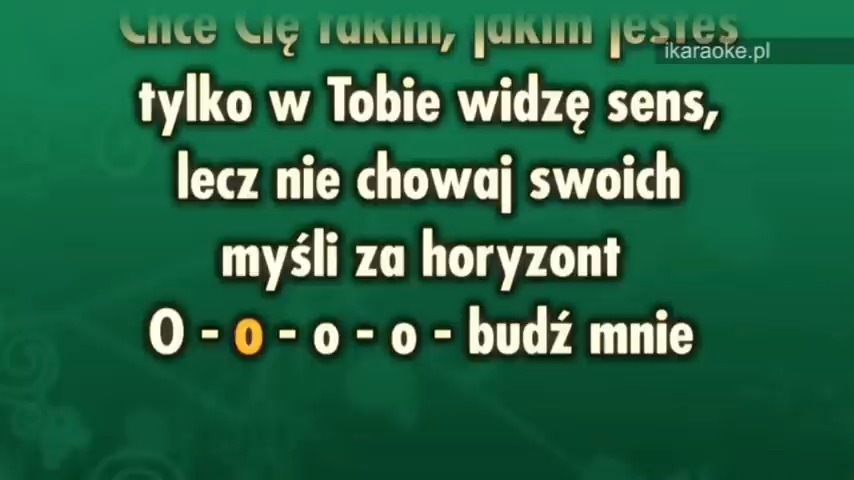 Chcę Cię takim, jakim jesteś
ikaraoke.pl
tylko w Tobie widzę sens,
lecz nie chowaj swoich
myśli za horyzont
O - o - o - o - budź mnie